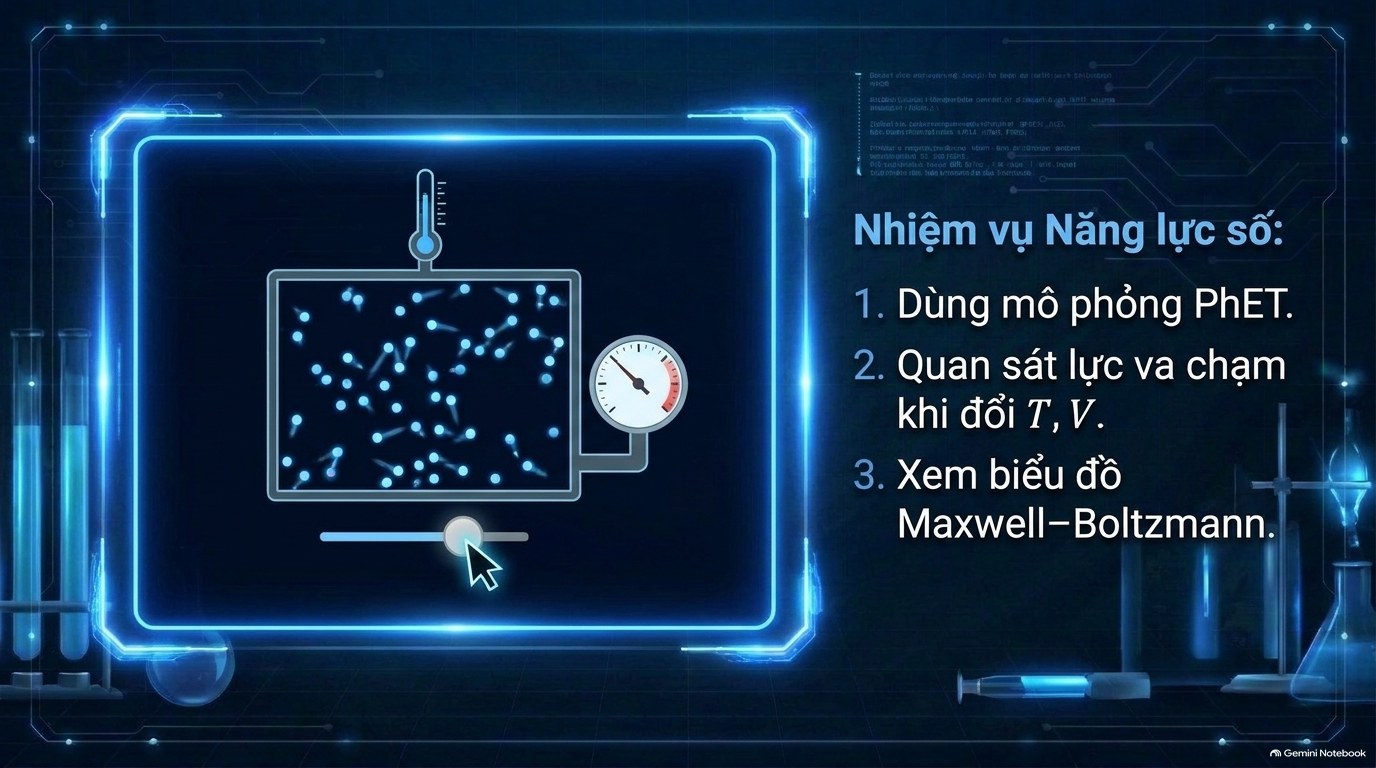 Nhiệm vụ Năng lực số:
1. Dùng mô phỏng PhET.
2. Quan sát lực va chạm
khi đổi T, V.
3. Xem biểu đồ
Maxwell–Boltzmann.
Gemini Notebook